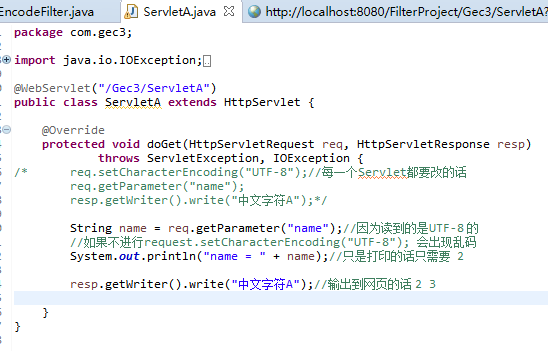 EncodeFilter.java ServletA.java http://localhost:8080/FilterProject/Gec3/ServletA?
package com.gec3;
import java.io.IOException;
@WebServlet("/Gec3/ServletA")
public class ServletA extends HttpServlet {
@Override
protected void doGet(HttpServletRequest req, HttpServletResponse resp)
throws ServletException, IOException {
/* req.setCharacterEncoding("UTF-8");//每一个Servlet都要改的话
req.getParameter("name");
resp.getWriter().write("中文字符A");*/
String name = req.getParameter("name");//因为读到的是UTF-8的
//如果不进行request.setCharacterEncoding("UTF-8"); 会出现乱码
System.out.println("name = " + name);//只是打印的话只需要 2
resp.getWriter().write("中文字符A");//输出到网页的话 2 3
}
}